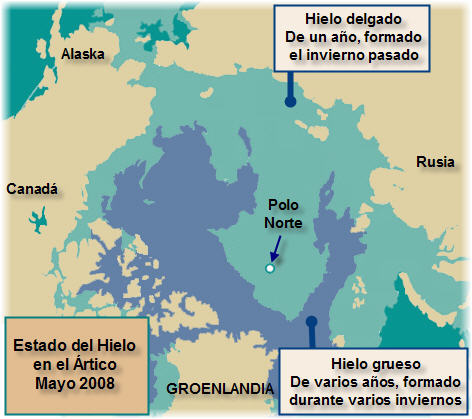 Hielo delgado
De un año, formado
el invierno pasado
Alaska
Rusia
Canadá
Polo
Norte
Estado del Hielo
en el Ártico
Mayo 2008
GROENLANDIA
Hielo grueso
De varios años, formado
durante varios inviernos